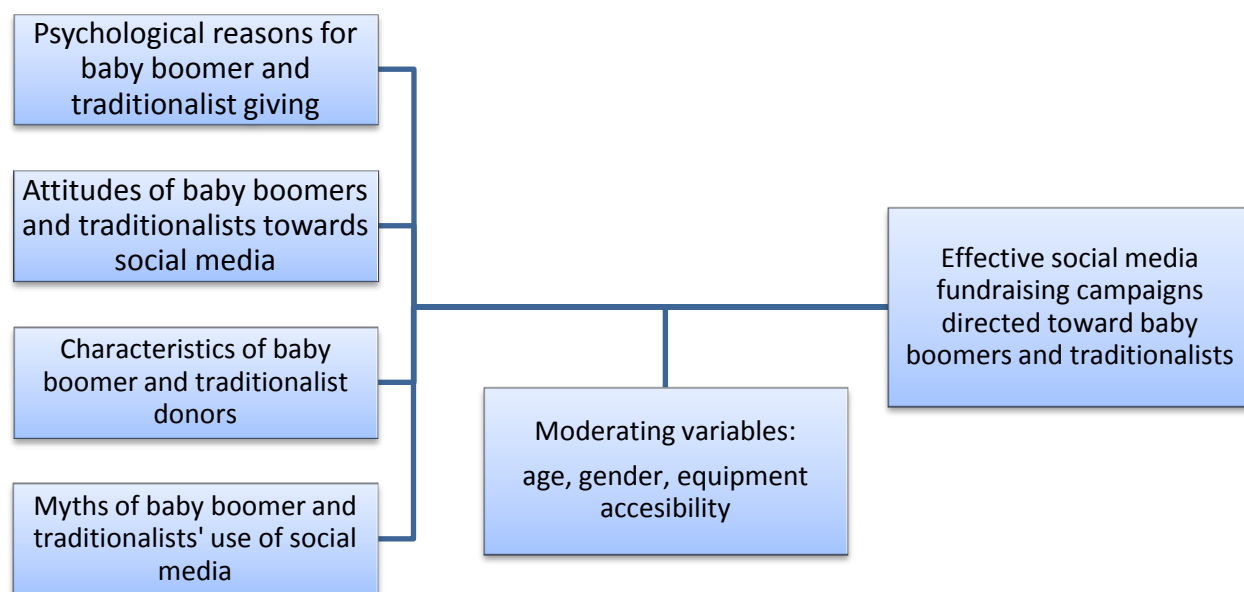 Psychological reasons for
baby boomer and
traditionalist giving
Attitudes of baby boomers
and traditionalists towards
social media
Characteristics of baby
boomer and traditionalist
donors
Myths of baby boomer and
traditionalists' use of social
media
Moderating variables:
age, gender, equipment
accesibility
Effective social media
fundraising campaigns
directed toward baby
boomers and traditionalists